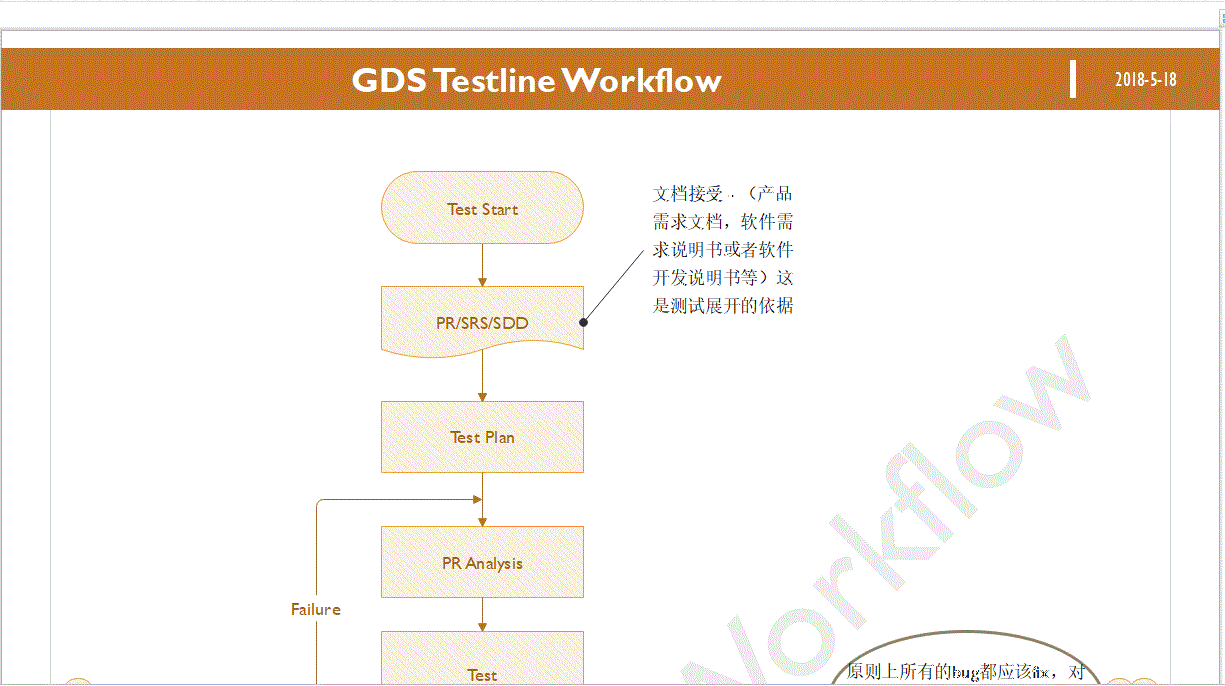 GDS Testline Workflow
2018-5-18
Test Start
文档接受 . （产品
需求文档，软件需
求说明书或者软件
开发说明书等）这
是测试展开的依据
PR/SRS/SDD
Test Plan
PR Analysis
Failure
Test
原则上所有的bug都应该fix，对
Workflow